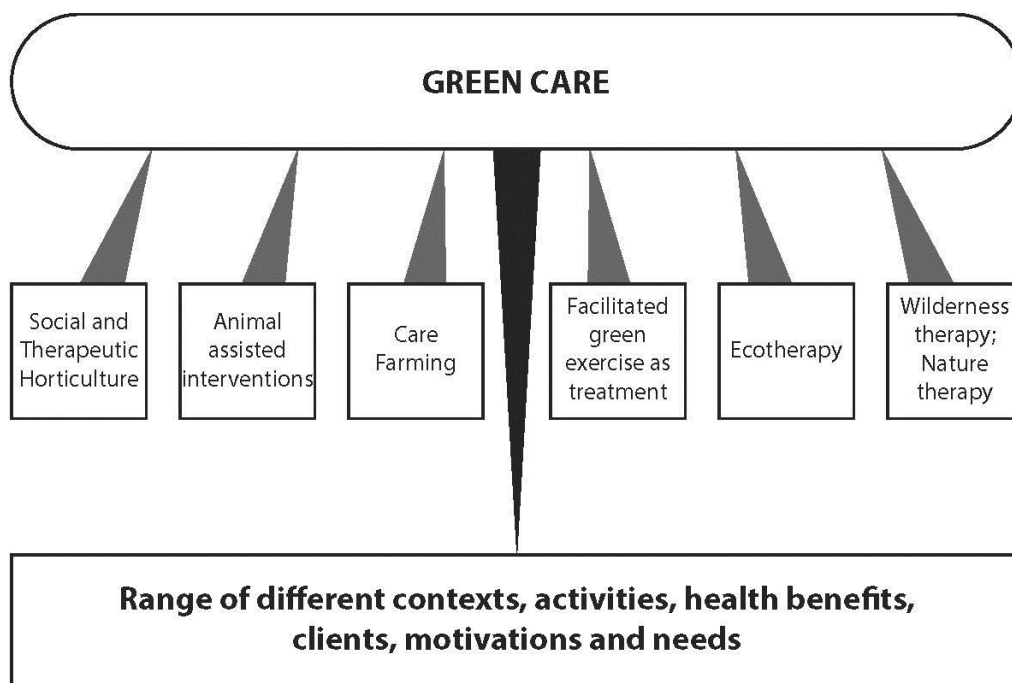 GREEN CARE
Social and
Therapeutic
Horticulture
Animal
assisted
interventions
Care
Farming
Facilitated
green
exercise as
treatment
Ecotherapy
Wilderness
therapy;
Nature
therapy
Range of different contexts, activities, health benefits,
clients, motivations and needs